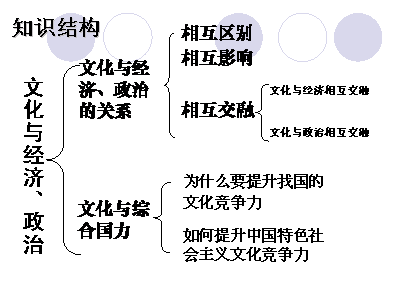 知识结构
文化与经济、政治
文化与经
济、政治
的关系
相互区别
相互影响
相互交融
文化与经济相互交融
文化与政治相互交融
文化与综
合国力
为什么要提升我国的
文化竞争力
如何提升中国特色社
会主义文化竞争力